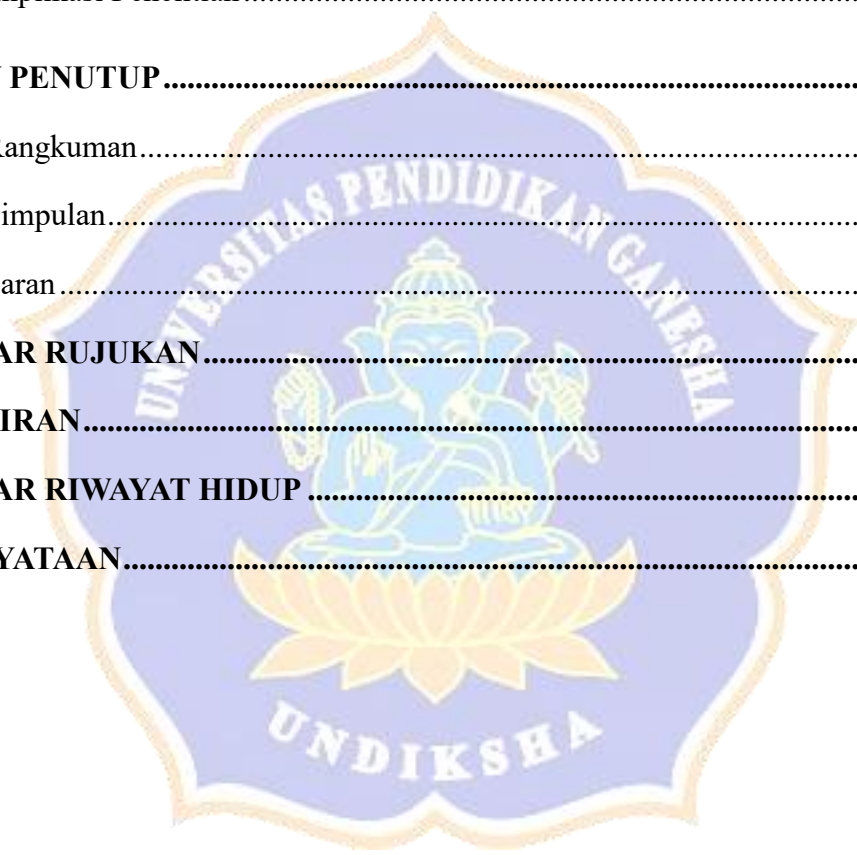 PENUTUP........................................................................................
angkuman..........................................................................................
impulan..............................................................................................
aran....................................................................................................
AR RUJUKAN...................................................................................
IRAN..................................................................................................
AR RIWAYAT HIDUP......................................................................
YATAAN.............................................................................................
UNIVERSITAS PENDIDIKAN GANESHA
UNDIKSHA